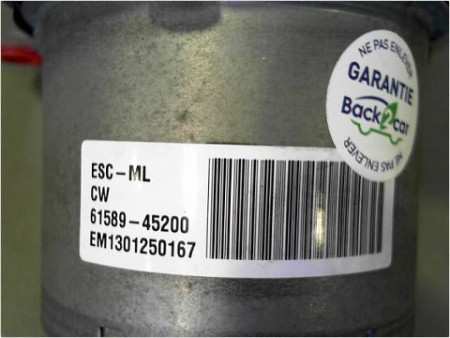 NE PAS ENLEVER
GARANTIE
Back2car
NE PAS ENLEVER
ESC-ML
CW
61589-45200
EM1301250167